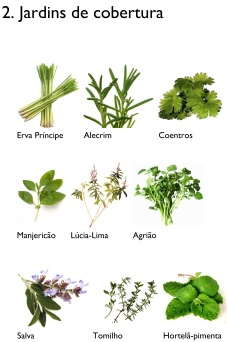 2. Jardins de cobertura
Erva Príncipe Alecrim Coentros
Manjericão Lúcia-Lima Agrião
Salva Tomilho Hortelã-pimenta